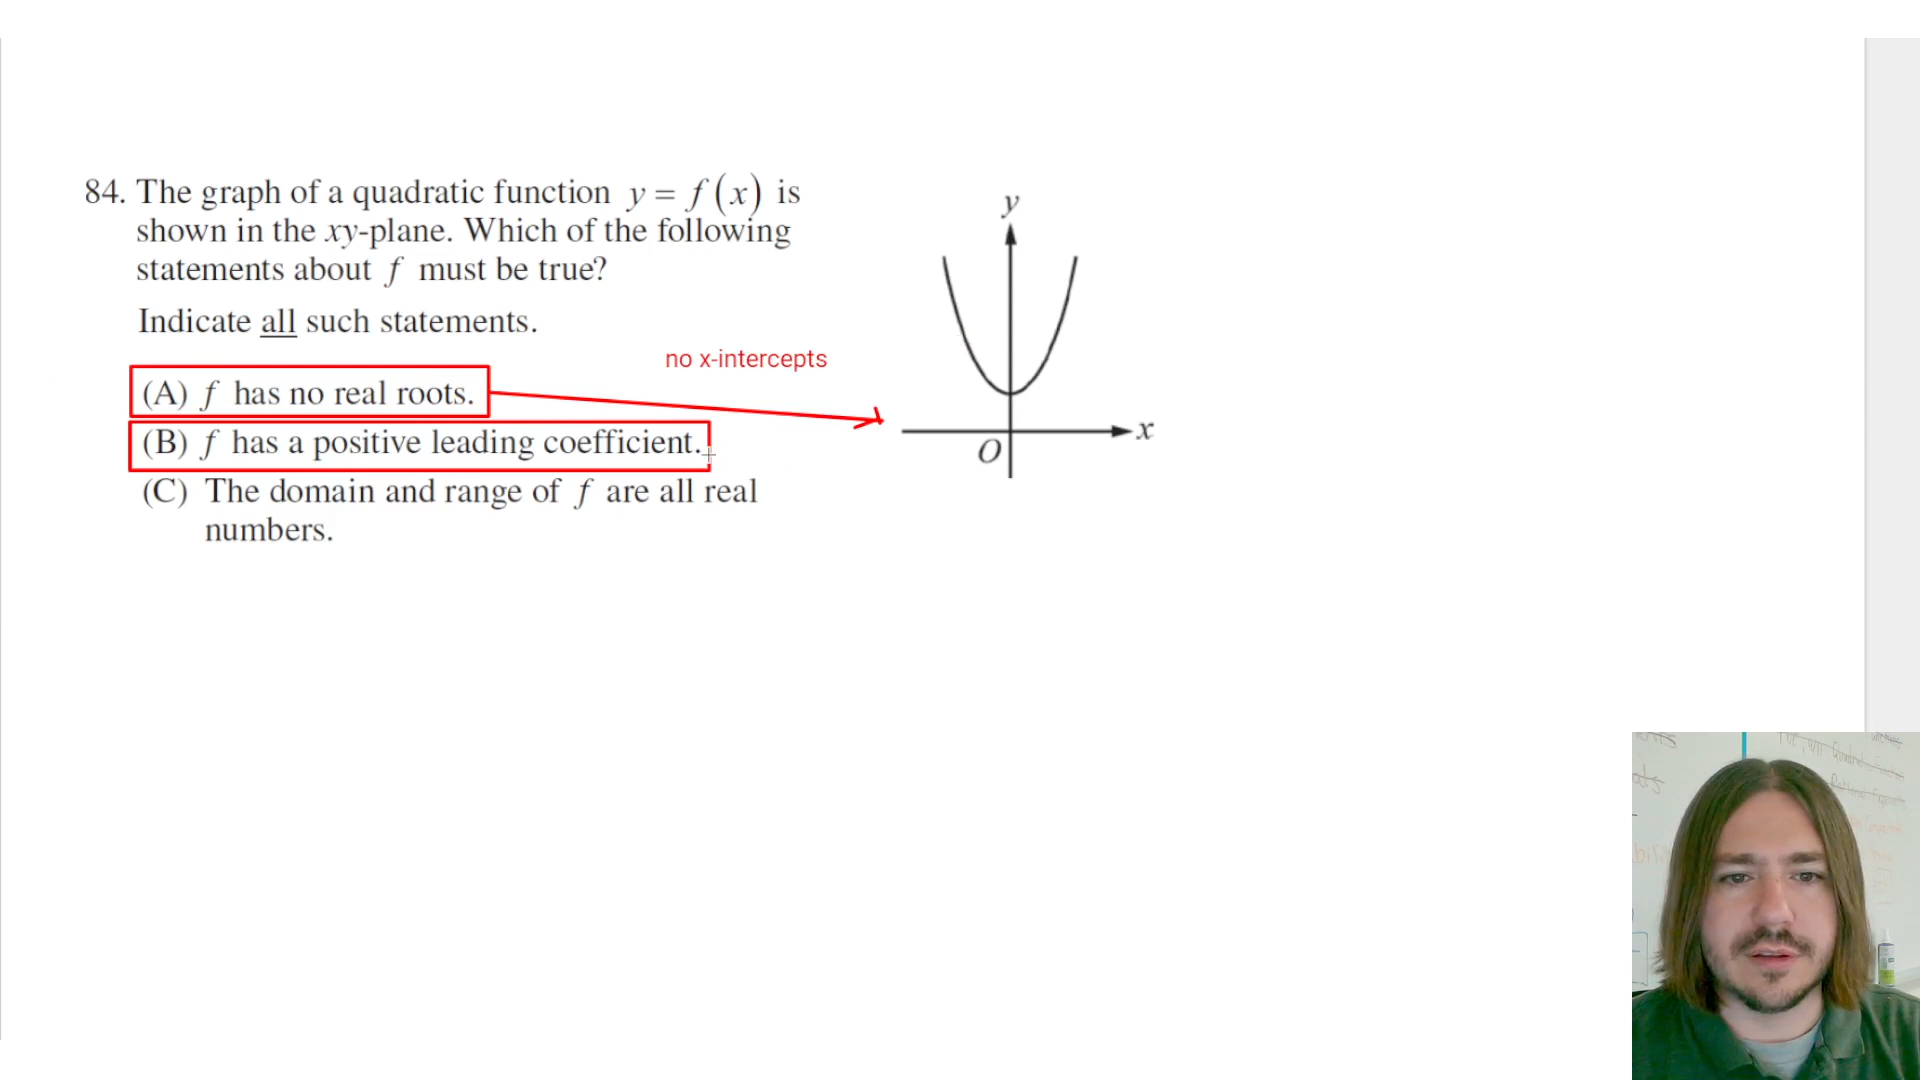 84. The graph of a quadratic function y = f(x) is
shown in the xy-plane. Which of the following
statements about f must be true?
Indicate all such statements.
no x-intercepts
(A) f has no real roots.
(B) f has a positive leading coefficient.
(C) The domain and range of f are all real
numbers.
y
x
O